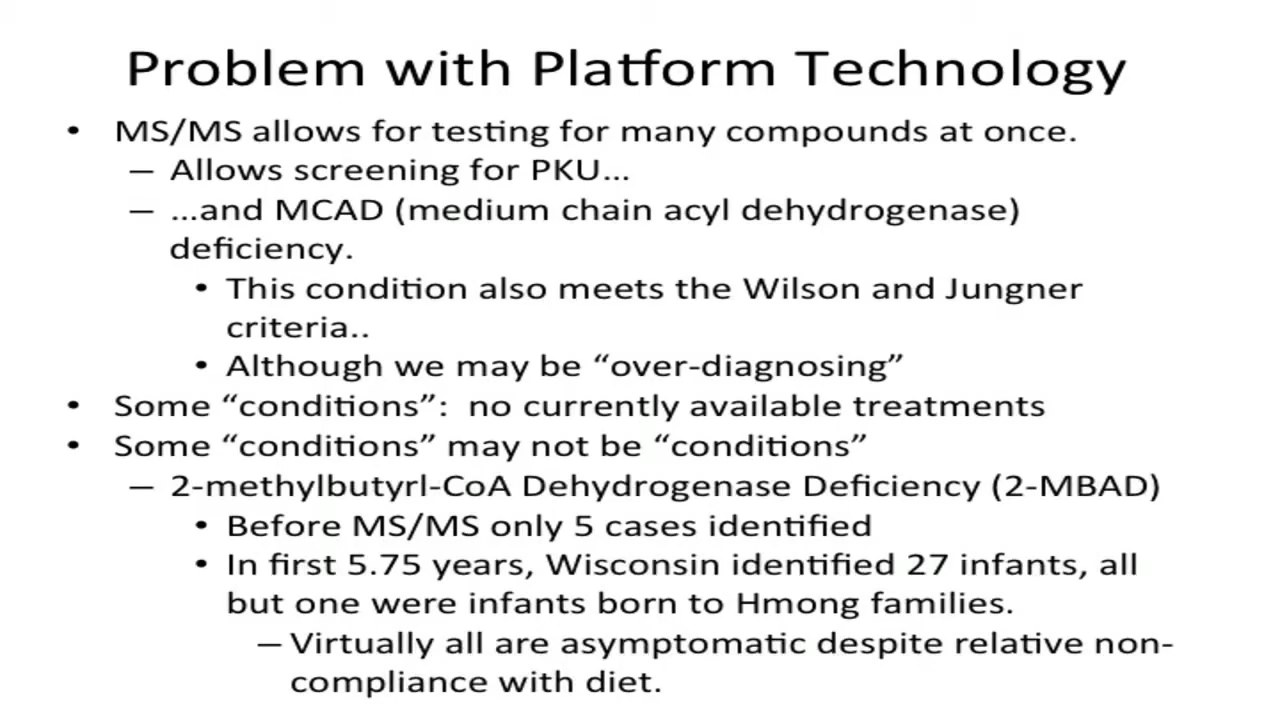 Problem with Platform Technology
• MS/MS allows for testing for many compounds at once.
– Allows screening for PKU...
– ...and MCAD (medium chain acyl dehydrogenase)
deficiency.
• This condition also meets the Wilson and Jungner
criteria..
• Although we may be “over-diagnosing”
• Some “conditions”: no currently available treatments
• Some “conditions” may not be “conditions”
– 2-methylbutyrl-CoA Dehydrogenase Deficiency (2-MBAD)
• Before MS/MS only 5 cases identified
• In first 5.75 years, Wisconsin identified 27 infants, all
but one were infants born to Hmong families.
– Virtually all are asymptomatic despite relative non-
compliance with diet.